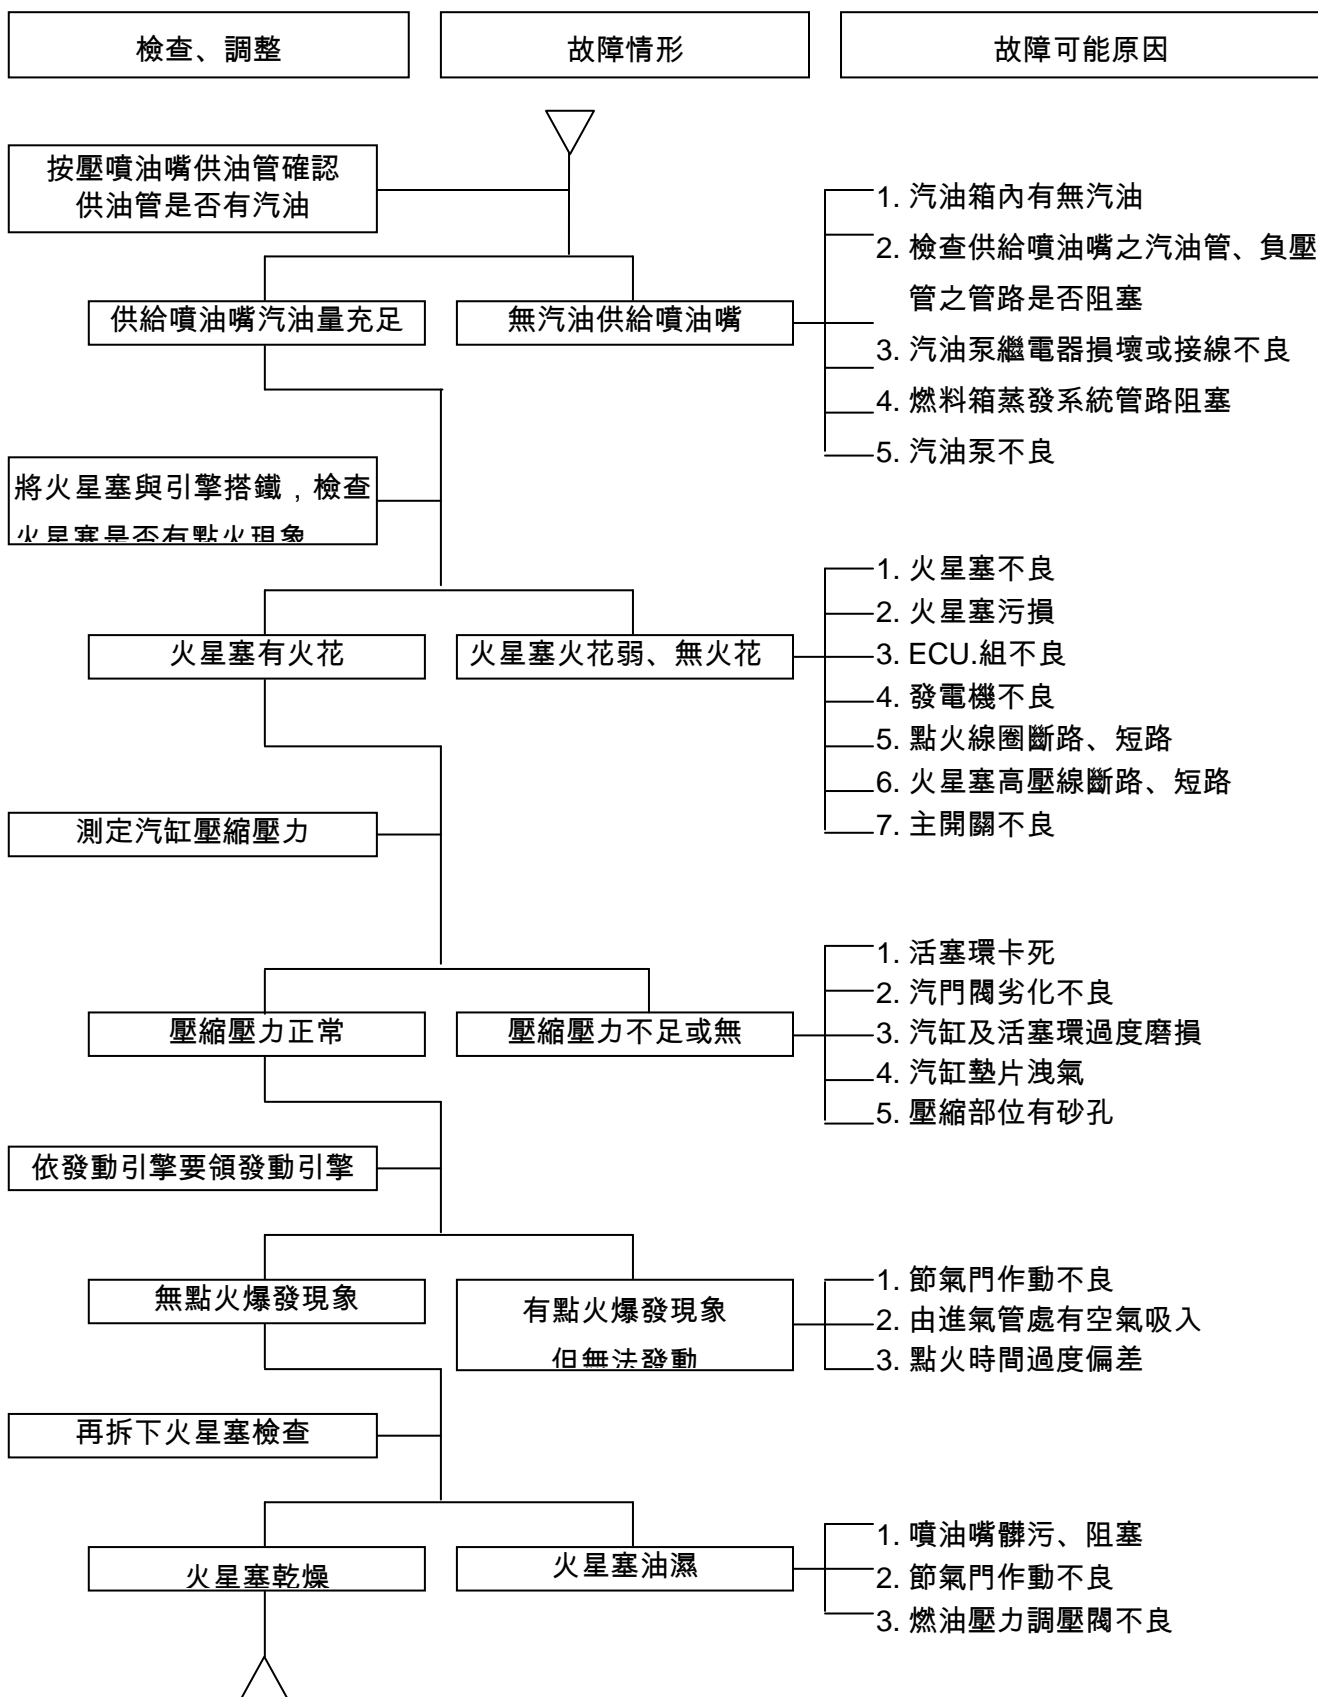 檢查、調整
故障情形
故障可能原因
按壓噴油嘴供油管確認
供油管是否有汽油
供給噴油嘴汽油量充足
無汽油供給噴油嘴
1. 汽油箱內有無汽油
2. 檢查供給噴油嘴之汽油管、負壓
管之管路是否阻塞
3. 汽油泵繼電器損壞或接線不良
4. 燃料箱蒸發系統管路阻塞
5. 汽油泵不良
將火星塞與引擎搭鐵，檢查
火星塞是否有點火現象
火星塞有火花
火星塞火花弱、無火花
1. 火星塞不良
2. 火星塞污損
3. ECU.組不良
4. 發電機不良
5. 點火線圈斷路、短路
6. 火星塞高壓線斷路、短路
7. 主開關不良
測定汽缸壓縮壓力
壓縮壓力正常
壓縮壓力不足或無
1. 活塞環卡死
2. 汽門閥劣化不良
3. 汽缸及活塞環過度磨損
4. 汽缸墊片洩氣
5. 壓縮部位有砂孔
依發動引擎要領發動引擎
無點火爆發現象
有點火爆發現象
但無法發動
1. 節氣門作動不良
2. 由進氣管處有空氣吸入
3. 點火時間過度偏差
再拆下火星塞檢查
火星塞乾燥
火星塞油濕
1. 噴油嘴髒污、阻塞
2. 節氣門作動不良
3. 燃油壓力調壓閥不良